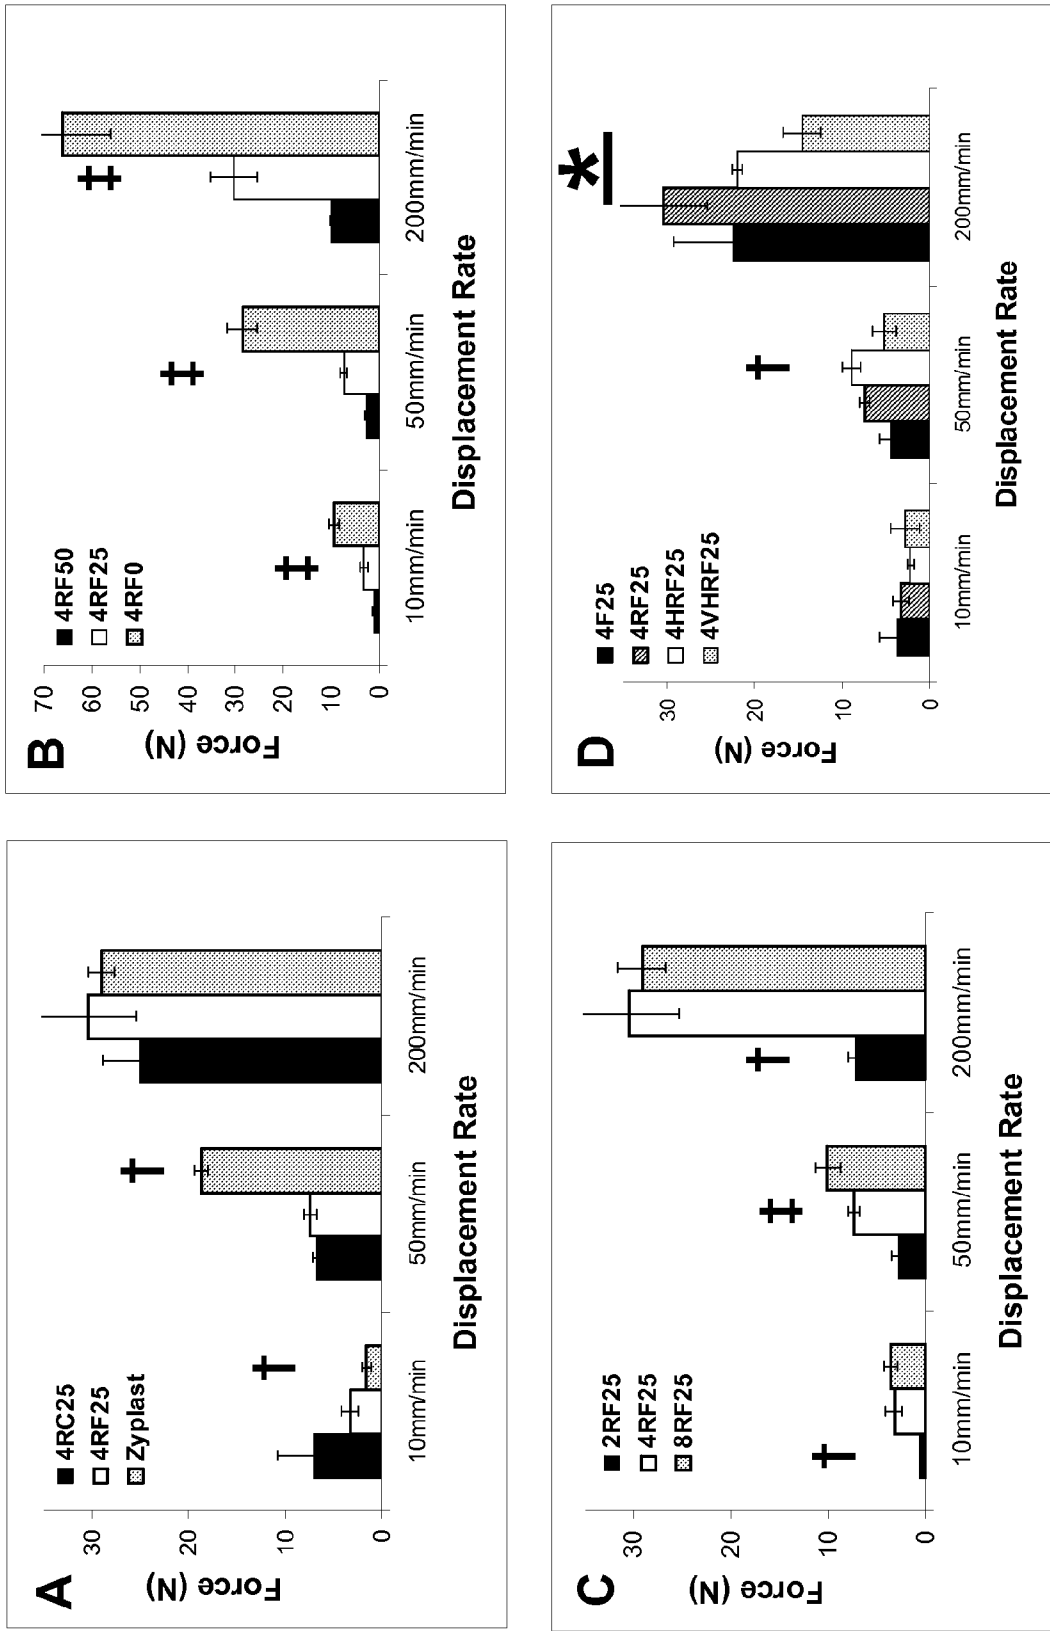 A
Force (N)
30
20
10
0
4RC25
4RF25
Zyplast
†
†
10mm/min
50mm/min
200mm/min
Displacement Rate
B
Force (N)
70
60
50
40
30
20
10
0
4RF50
4RF25
4RF0
‡
‡
‡
10mm/min
50mm/min
200mm/min
Displacement Rate
C
Force (N)
30
20
10
0
2RF25
4RF25
8RF25
†
‡
†
10mm/min
50mm/min
200mm/min
Displacement Rate
D
Force (N)
30
20
10
0
4F25
4RF25
4HRF25
4VHRF25
†
*
10mm/min
50mm/min
200mm/min
Displacement Rate